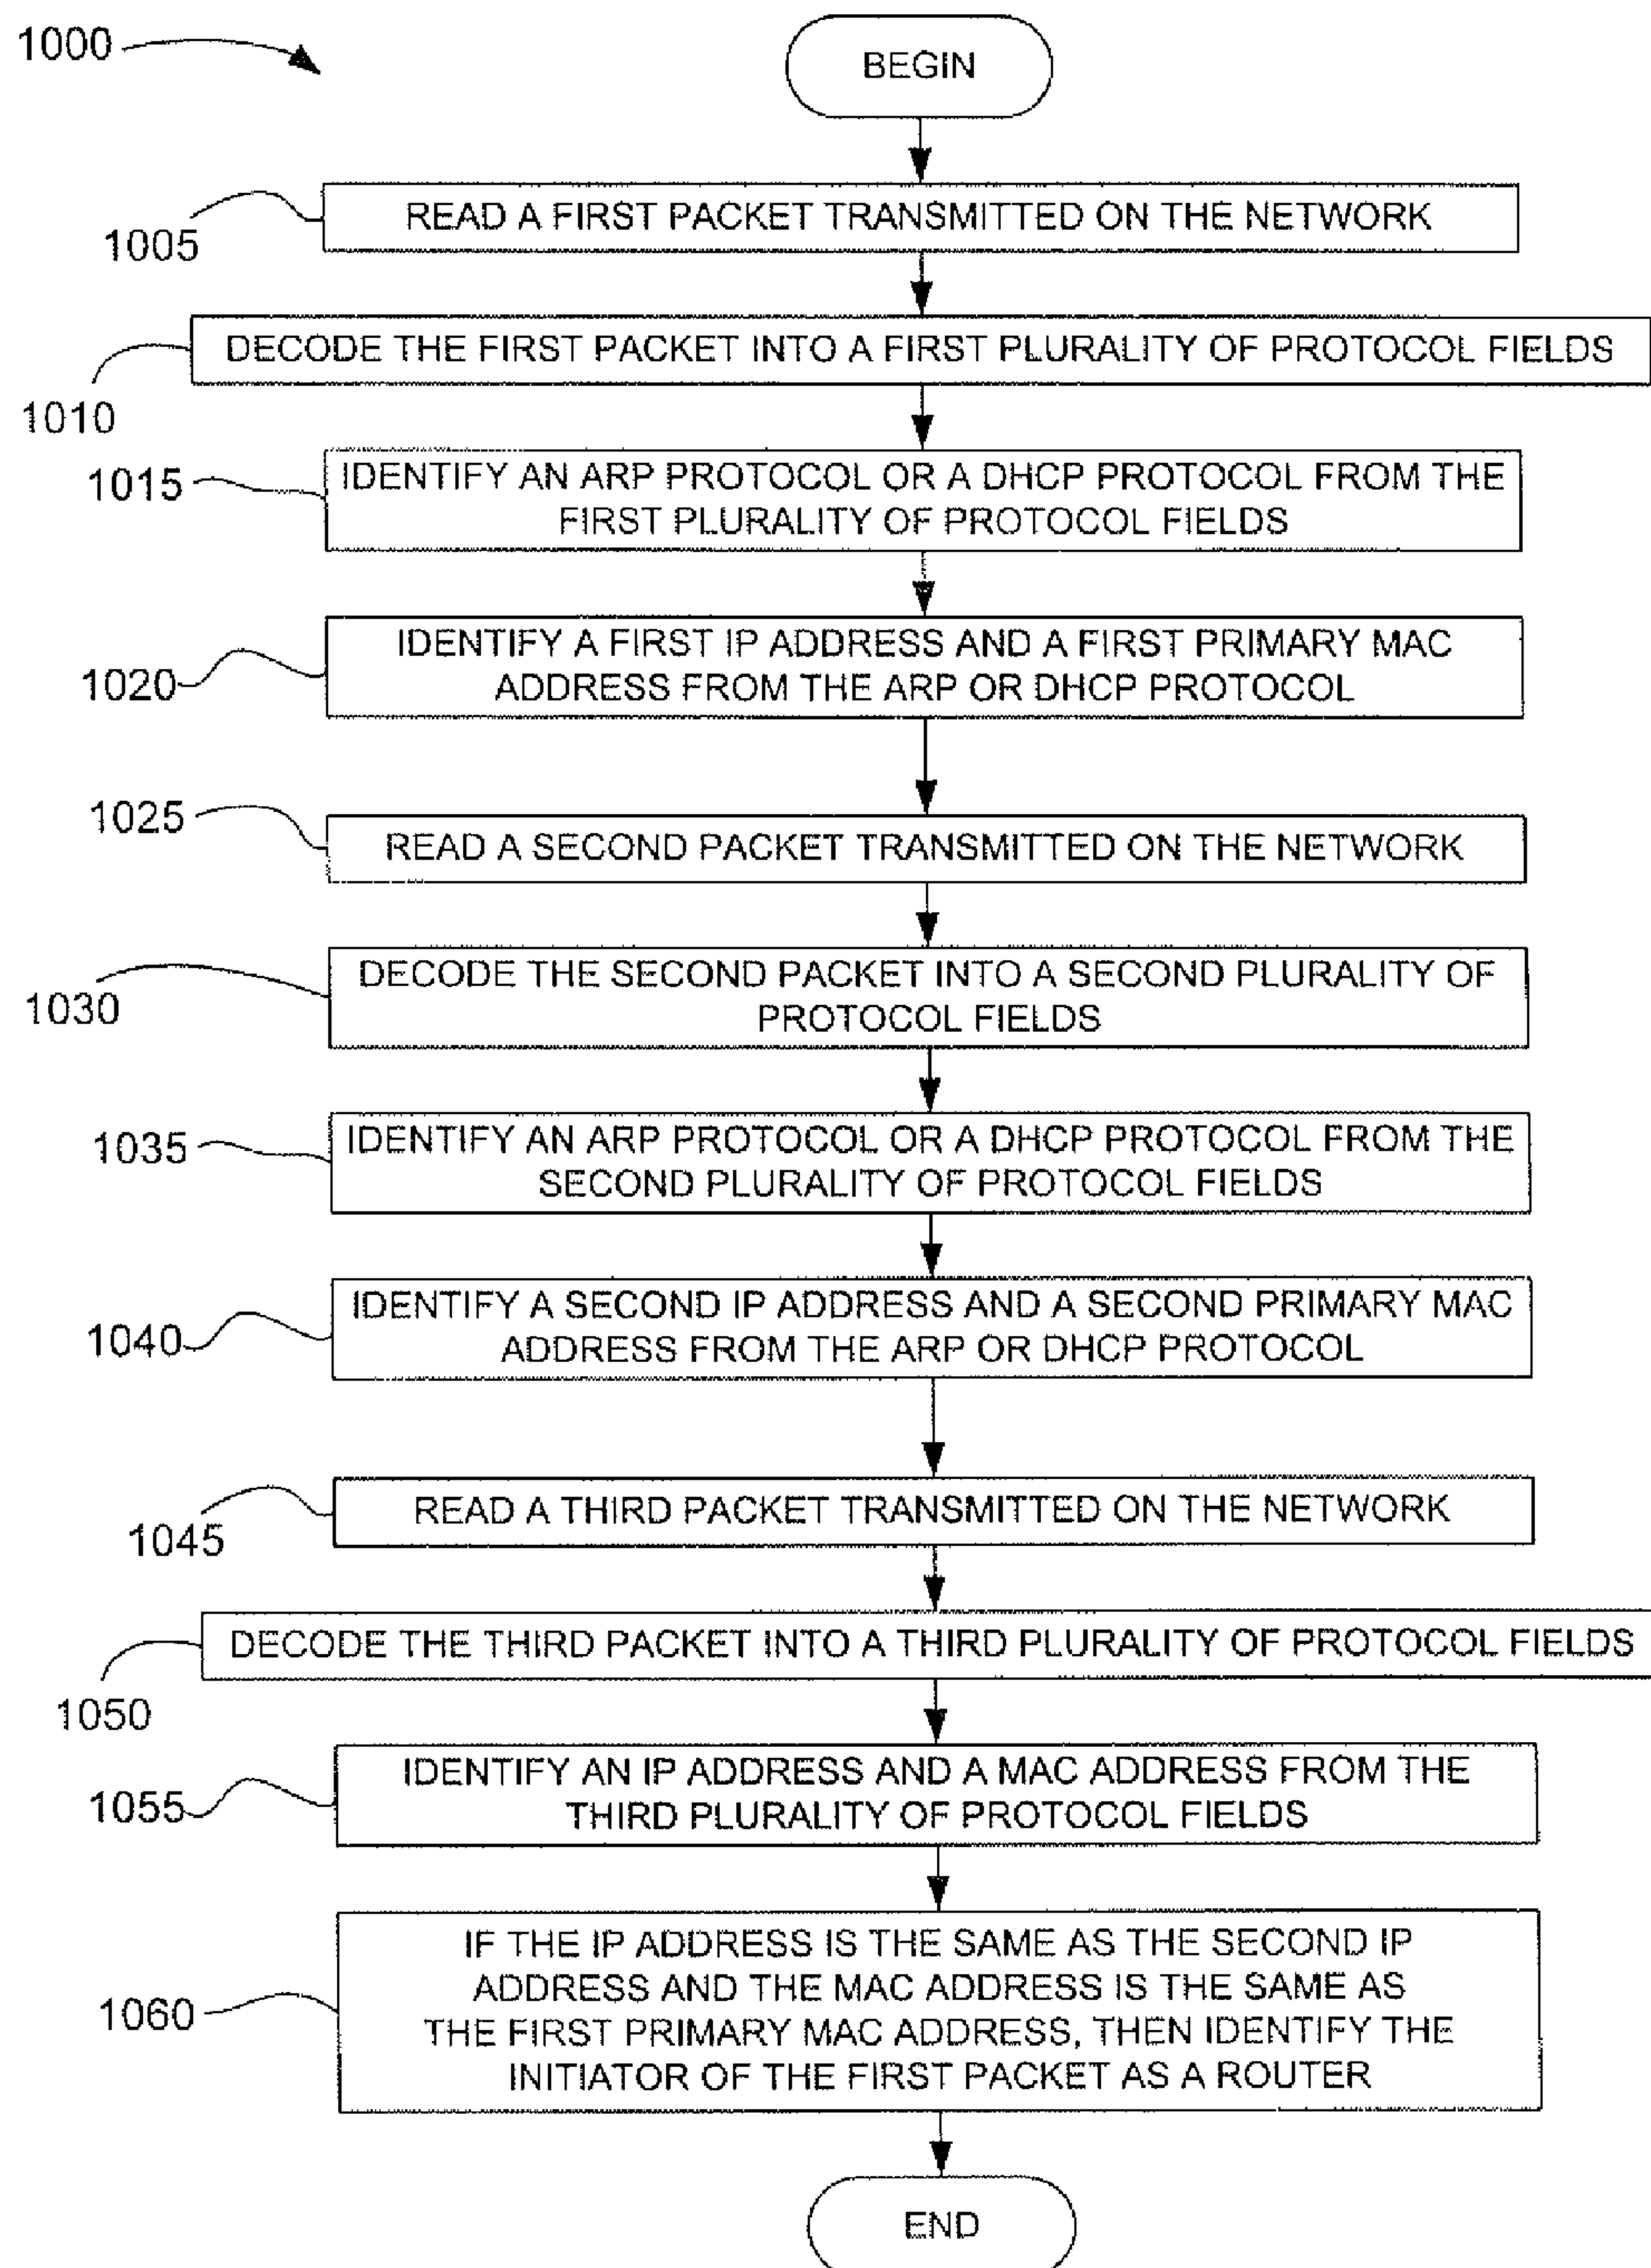 1000
BEGIN
READ A FIRST PACKET TRANSMITTED ON THE NETWORK
1005
DECODE THE FIRST PACKET INTO A FIRST PLURALITY OF PROTOCOL FIELDS
1010
1015
IDENTIFY AN ARP PROTOCOL OR A DHCP PROTOCOL FROM THE
FIRST PLURALITY OF PROTOCOL FIELDS
1020
IDENTIFY A FIRST IP ADDRESS AND A FIRST PRIMARY MAC
ADDRESS FROM THE ARP OR DHCP PROTOCOL
1025
READ A SECOND PACKET TRANSMITTED ON THE NETWORK
1030
DECODE THE SECOND PACKET INTO A SECOND PLURALITY OF
PROTOCOL FIELDS
1035
IDENTIFY AN ARP PROTOCOL OR A DHCP PROTOCOL FROM THE
SECOND PLURALITY OF PROTOCOL FIELDS
1040
IDENTIFY A SECOND IP ADDRESS AND A SECOND PRIMARY MAC
ADDRESS FROM THE ARP OR DHCP PROTOCOL
READ A THIRD PACKET TRANSMITTED ON THE NETWORK
1045
DECODE THE THIRD PACKET INTO A THIRD PLURALITY OF PROTOCOL FIELDS
1050
1055
IDENTIFY AN IP ADDRESS AND A MAC ADDRESS FROM THE
THIRD PLURALITY OF PROTOCOL FIELDS
1060
IF THE IP ADDRESS IS THE SAME AS THE SECOND IP
ADDRESS AND THE MAC ADDRESS IS THE SAME AS
THE FIRST PRIMARY MAC ADDRESS, THEN IDENTIFY THE
INITIATOR OF THE FIRST PACKET AS A ROUTER
END